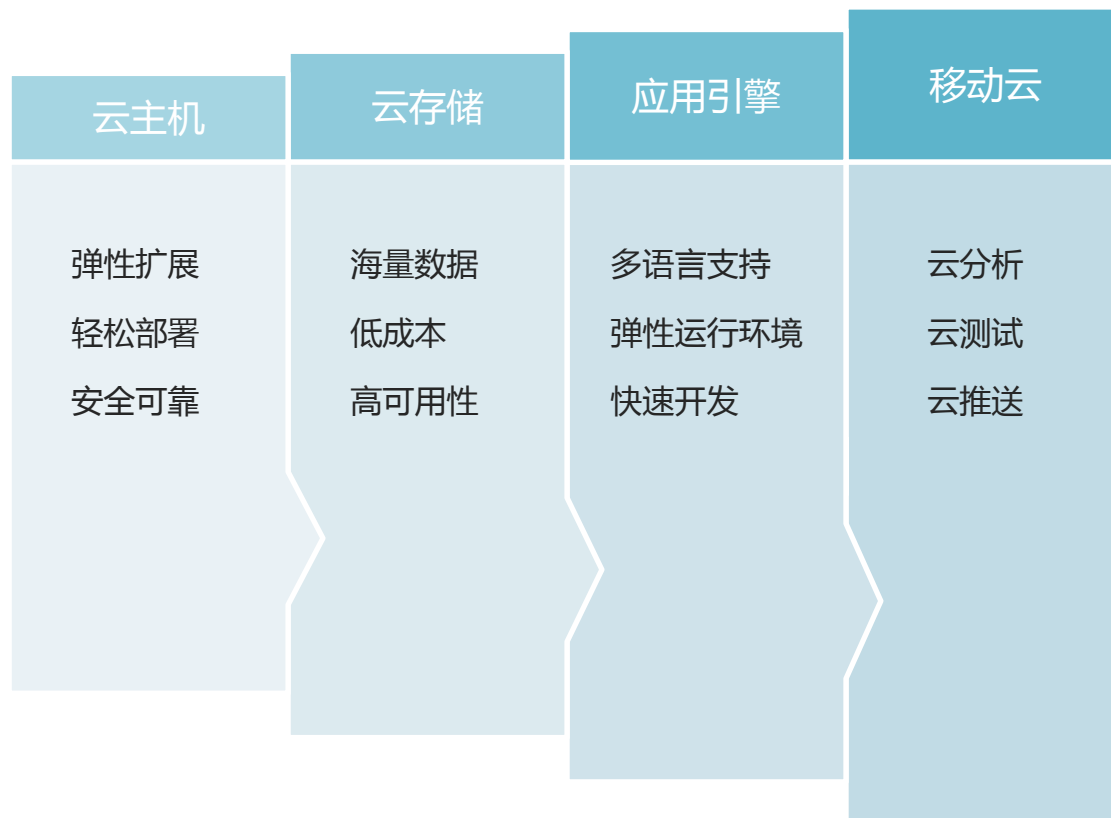 云主机
弹性扩展
轻松部署
安全可靠
云存储
海量数据
低成本
高可用性
应用引擎
多语言支持
弹性运行环境
快速开发
移动云
云分析
云测试
云推送